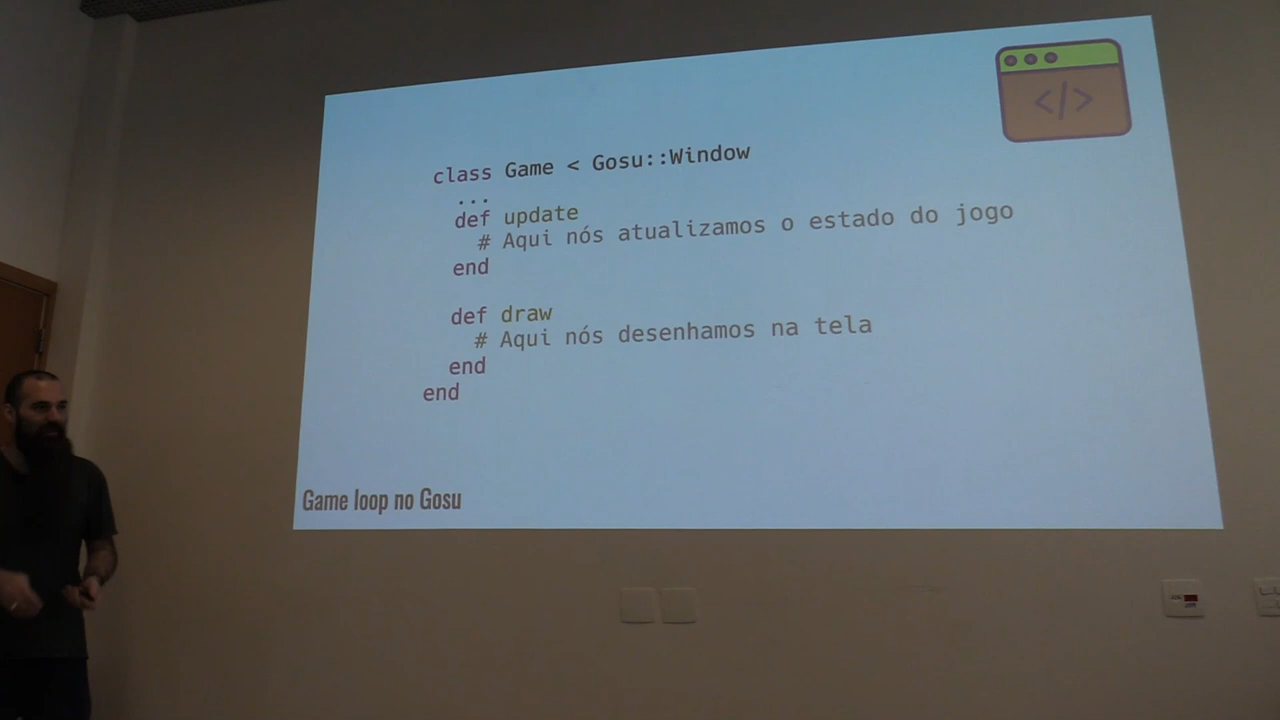 </>
class Game < Gosu::Window
...
def update
# Aqui nós atualizamos o estado do jogo
end
def draw
# Aqui nós desenhamos na tela
end
end
Game loop no Gosu